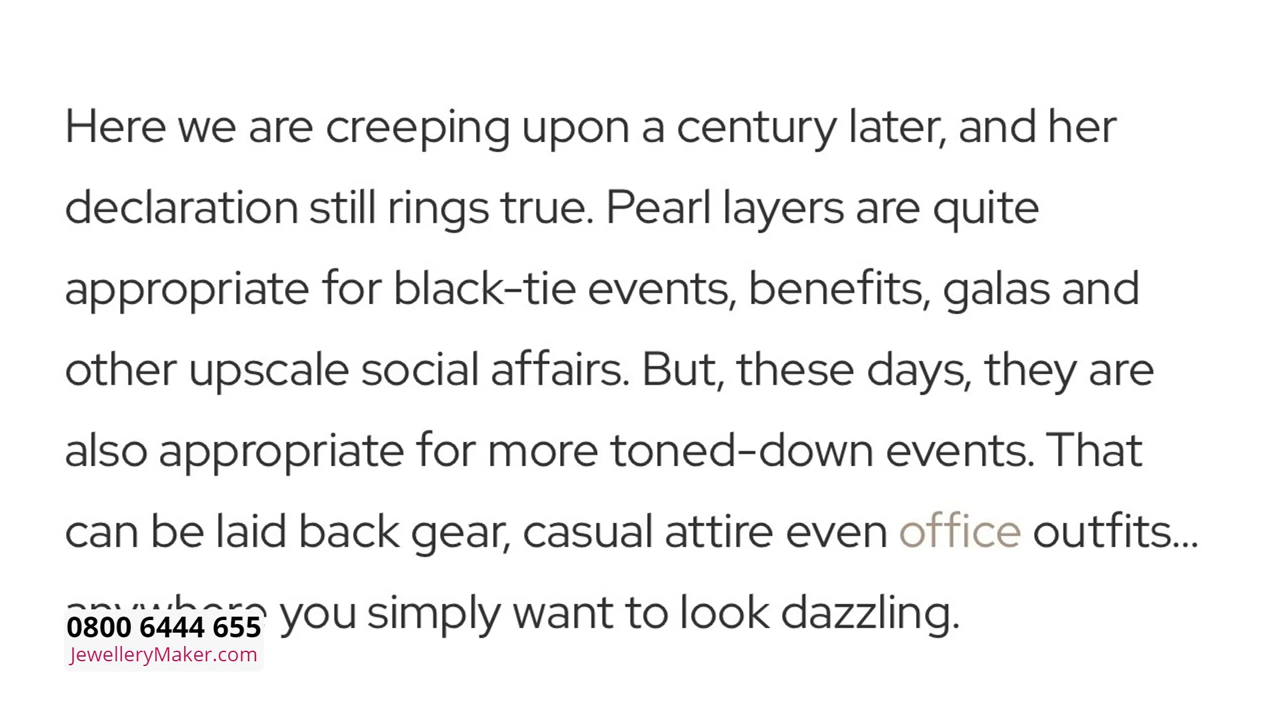 Here we are creeping upon a century later, and her
declaration still rings true. Pearl layers are quite
appropriate for black-tie events, benefits, galas and
other upscale social affairs. But, these days, they are
also appropriate for more toned-down events. That
can be laid back gear, casual attire even office outfits...
anywhere you simply want to look dazzling.
0800 6444 655
JewelleryMaker.com